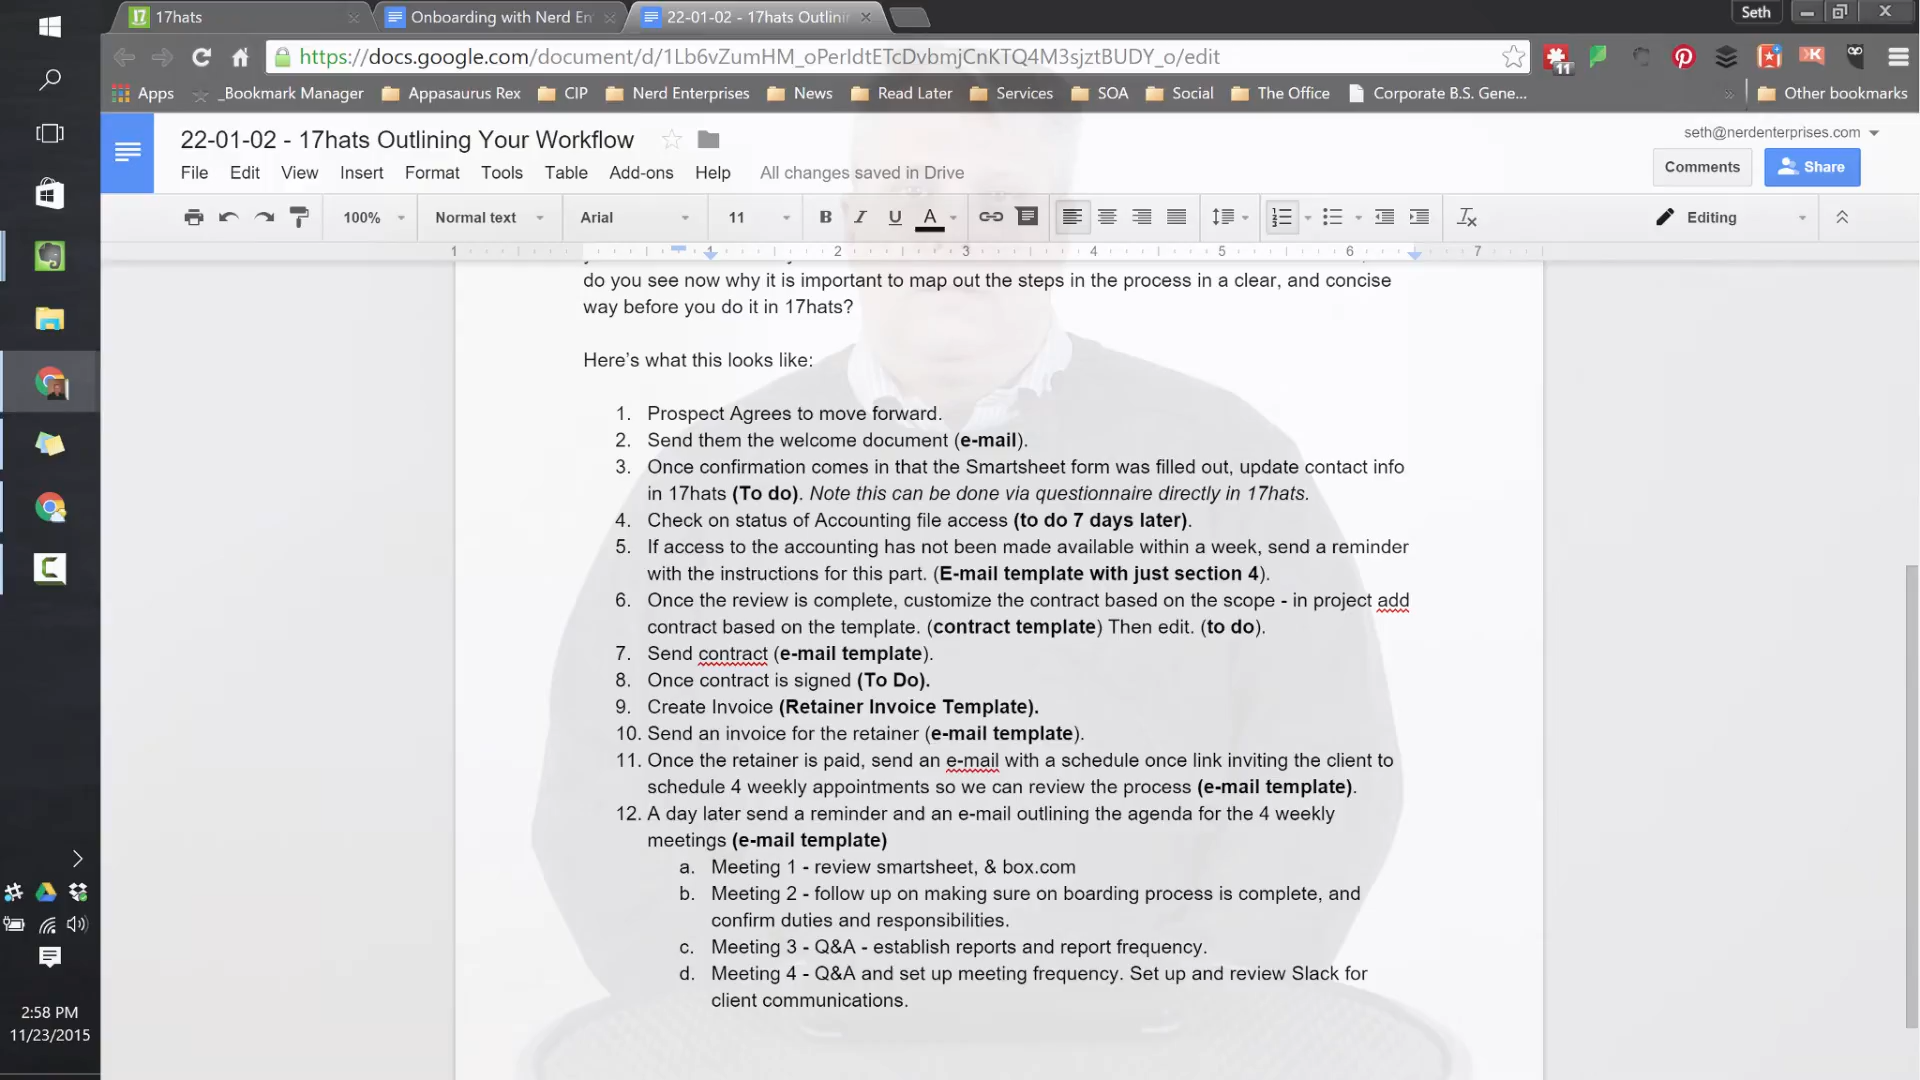 17hats
Onboarding with Nerd En
22-01-02 - 17hats Outlinin
Seth
https://docs.google.com/document/d/1Lb6vZumHM_oPerIdtETcDvbmjCnKTQ4M3sjztBUDY_o/edit
11
Apps
_Bookmark Manager
Appasaurus Rex
CIP
Nerd Enterprises
News
Read Later
Services
SOA
Social
The Office
Corporate B.S. Gene...
Other bookmarks
22-01-02 - 17hats Outlining Your Workflow
seth@nerdenterprises.com
File Edit View Insert Format Tools Table Add-ons Help All changes saved in Drive
Comments
Share
100% Normal text Arial 11 B I U A Editing
1 1 2 3 4 5 6 7
do you see now why it is important to map out the steps in the process in a clear, and concise
way before you do it in 17hats?
Here's what this looks like:
1. Prospect Agrees to move forward.
2. Send them the welcome document (e-mail).
3. Once confirmation comes in that the Smartsheet form was filled out, update contact info
in 17hats (To do). Note this can be done via questionnaire directly in 17hats.
4. Check on status of Accounting file access (to do 7 days later).
5. If access to the accounting has not been made available within a week, send a reminder
with the instructions for this part. (E-mail template with just section 4).
6. Once the review is complete, customize the contract based on the scope - in project add
contract based on the template. (contract template) Then edit. (to do).
7. Send contract (e-mail template).
8. Once contract is signed (To Do).
9. Create Invoice (Retainer Invoice Template).
10. Send an invoice for the retainer (e-mail template).
11. Once the retainer is paid, send an e-mail with a schedule once link inviting the client to
schedule 4 weekly appointments so we can review the process (e-mail template).
12. A day later send a reminder and an e-mail outlining the agenda for the 4 weekly
meetings (e-mail template)
a. Meeting 1 - review smartsheet, & box.com
b. Meeting 2 - follow up on making sure on boarding process is complete, and
confirm duties and responsibilities.
c. Meeting 3 - Q&A - establish reports and report frequency.
d. Meeting 4 - Q&A and set up meeting frequency. Set up and review Slack for
client communications.
2:58 PM
11/23/2015